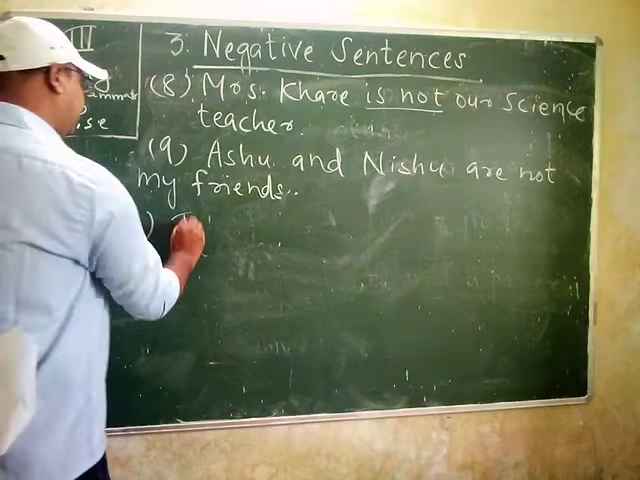 III
3. Negative Sentences
(8) Mrs. Khare is not our Science
teacher.
(9) Ashu and Nishu are not
my friends.
)